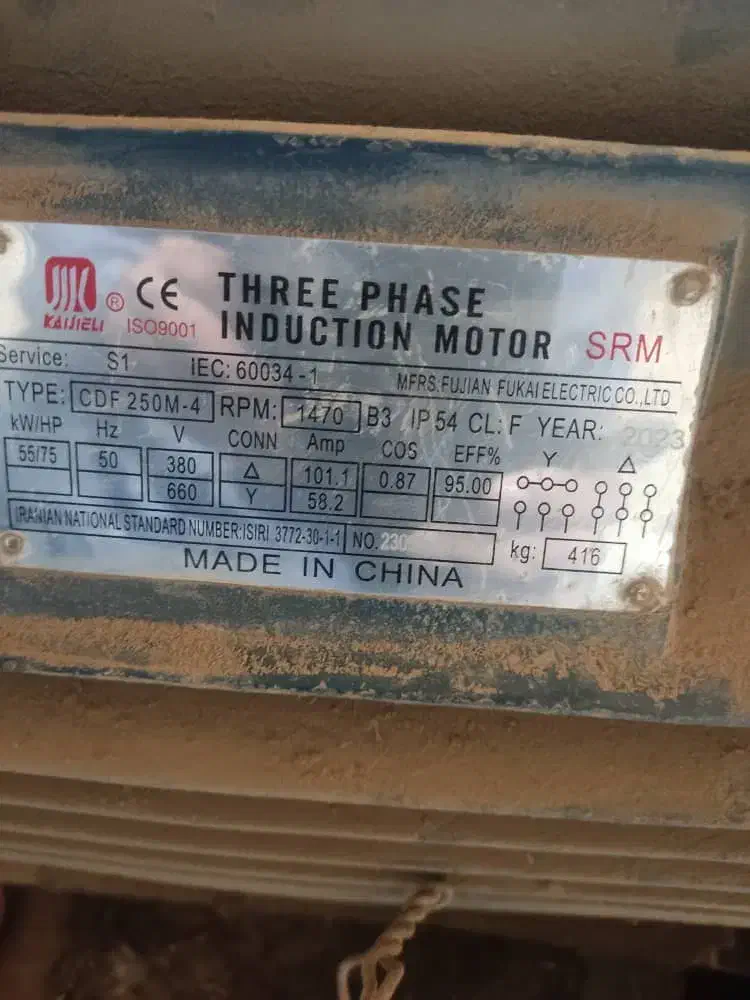 KAIJIELI ® CE ISO9001 THREE PHASE
INDUCTION MOTOR SRM
Service: S1 IEC: 60034-1 MFRS.FUJIAN FUKAI ELECTRIC CO.,LTD
TYPE: CDF 250M-4 RPM: 1470 B3 IP 54 CL: F YEAR: 2023
kW/HP Hz V CONN Amp COS EFF% Y Δ
55/75 50 380 Δ 101.1 0.87 95.00
660 Y 58.2
IRANIAN NATIONAL STANDARD NUMBER:ISIRI 3772-30-1-1 NO. kg: 416
MADE IN CHINA